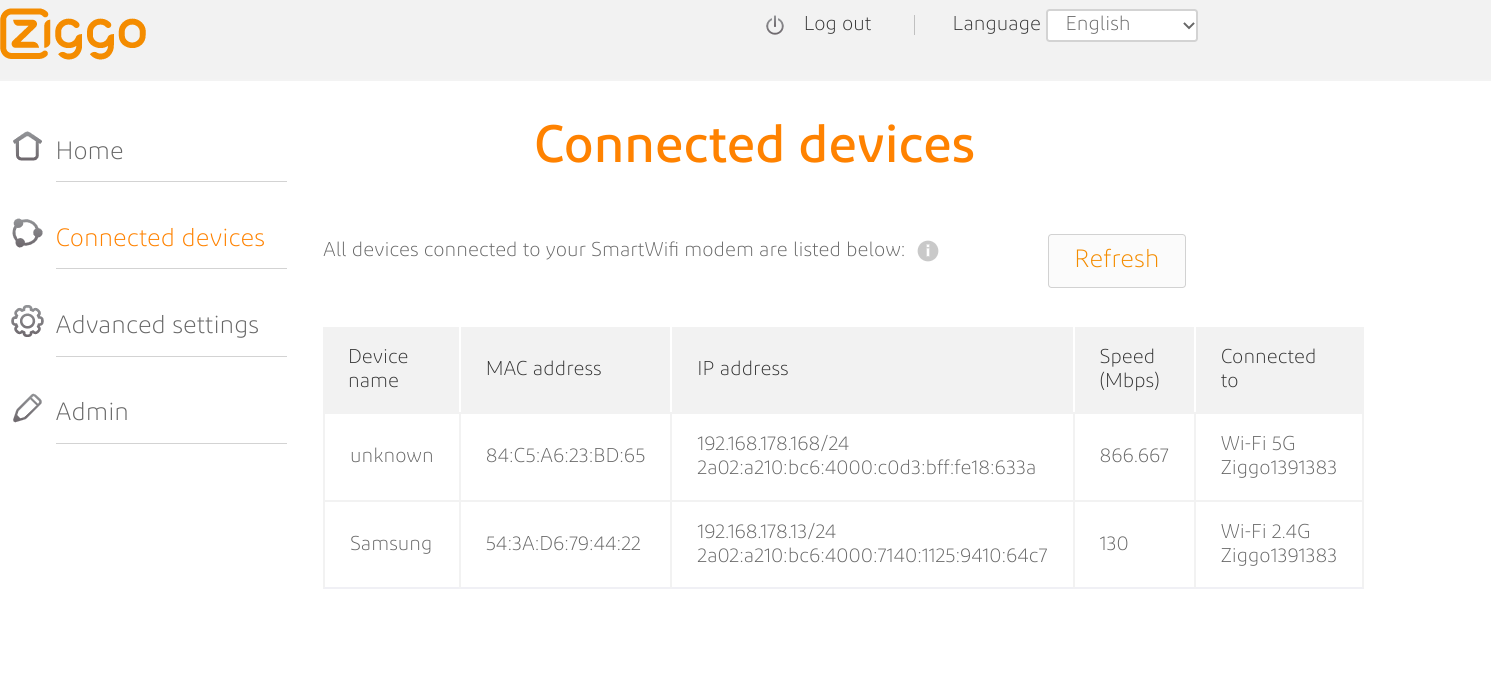 Ziggo
Log out
Language
English
Home
Connected devices
Advanced settings
Admin
Connected devices
All devices connected to your SmartWifi modem are listed below:
Refresh
Device name
MAC address
IP address
Speed (Mbps)
Connected to
unknown
84:C5:A6:23:BD:65
192.168.178.168/24
2a02:a210:bc6:4000:c0d3:bff:fe18:633a
866.667
Wi-Fi 5G
Ziggo1391383
Samsung
54:3A:D6:79:44:22
192.168.178.13/24
2a02:a210:bc6:4000:7140:1125:9410:64c7
130
Wi-Fi 2.4G
Ziggo1391383